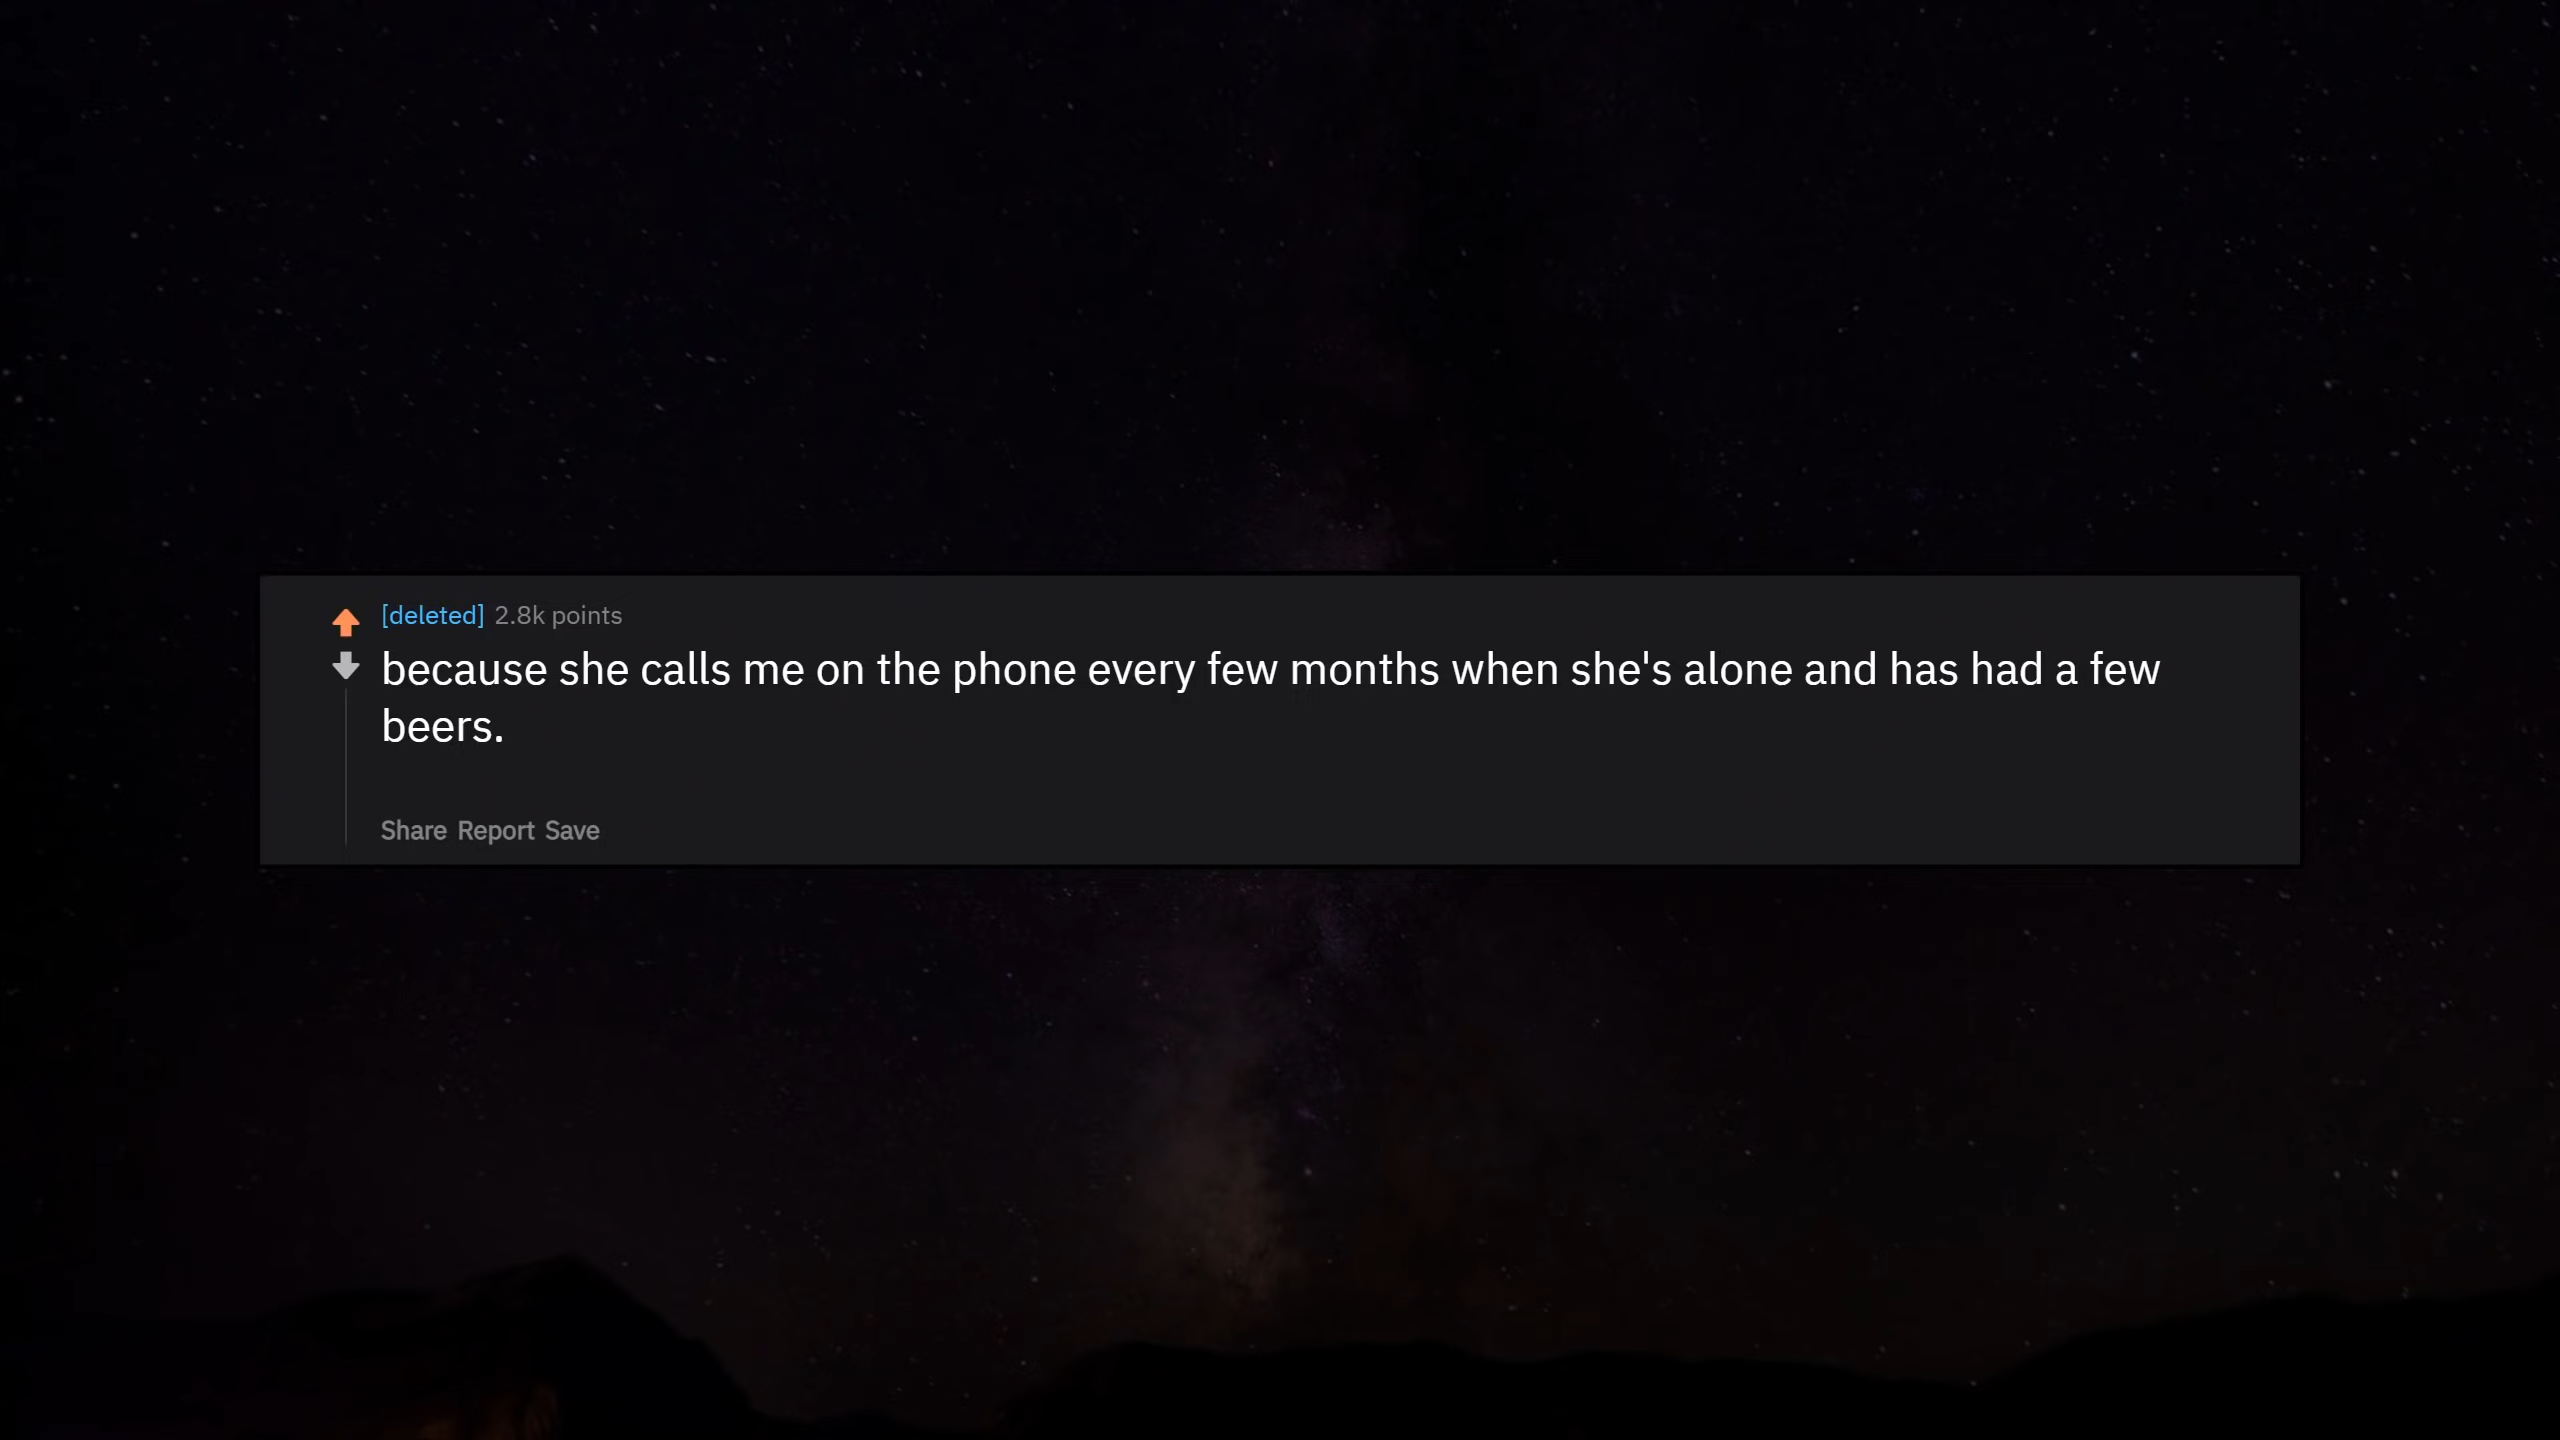 [deleted] 2.8k points
because she calls me on the phone every few months when she's alone and has had a few
beers.
Share Report Save